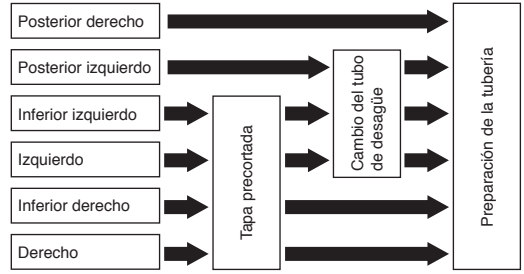 Posterior derecho
Posterior izquierdo
Inferior izquierdo
Izquierdo
Inferior derecho
Derecho
Tapa precortada
Cambio del tubo
de desagüe
Preparación de la tubería